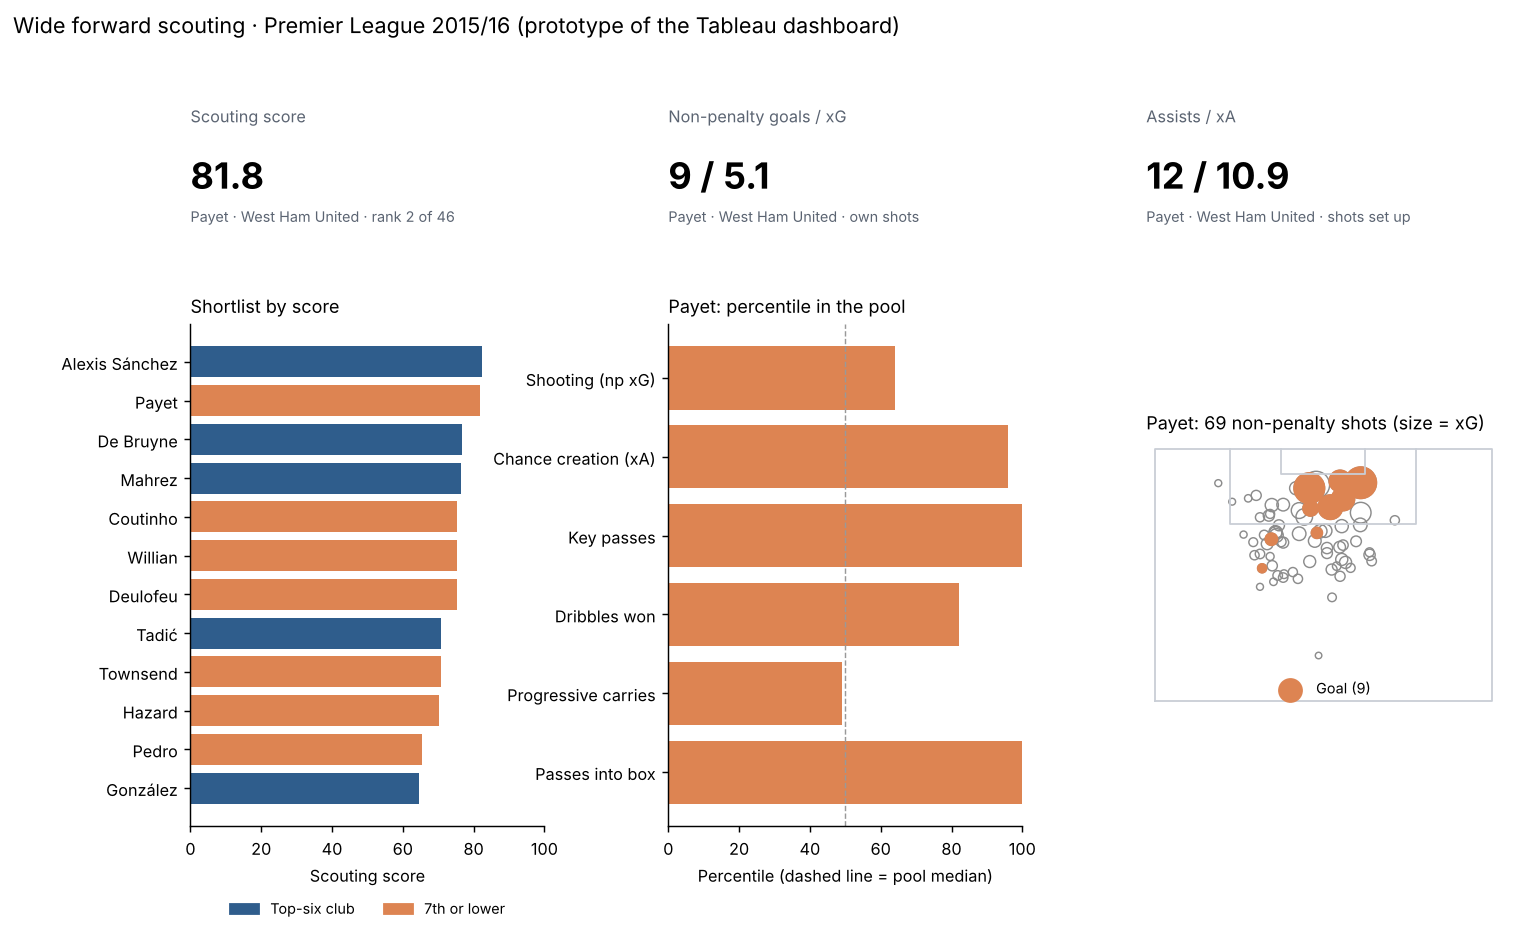 Wide forward scouting · Premier League 2015/16 (prototype of the Tableau dashboard)
Scouting score
81.8
Payet · West Ham United · rank 2 of 46
Non-penalty goals / xG
9 / 5.1
Payet · West Ham United · own shots
Assists / xA
12 / 10.9
Payet · West Ham United · shots set up
Shortlist by score
Alexis Sánchez
Payet
De Bruyne
Mahrez
Coutinho
Willian
Deulofeu
Tadić
Townsend
Hazard
Pedro
González
0 20 40 60 80 100
Scouting score
Top-six club
7th or lower
Payet: percentile in the pool
Shooting (np xG)
Chance creation (xA)
Key passes
Dribbles won
Progressive carries
Passes into box
0 20 40 60 80 100
Percentile (dashed line = pool median)
Payet: 69 non-penalty shots (size = xG)
Goal (9)